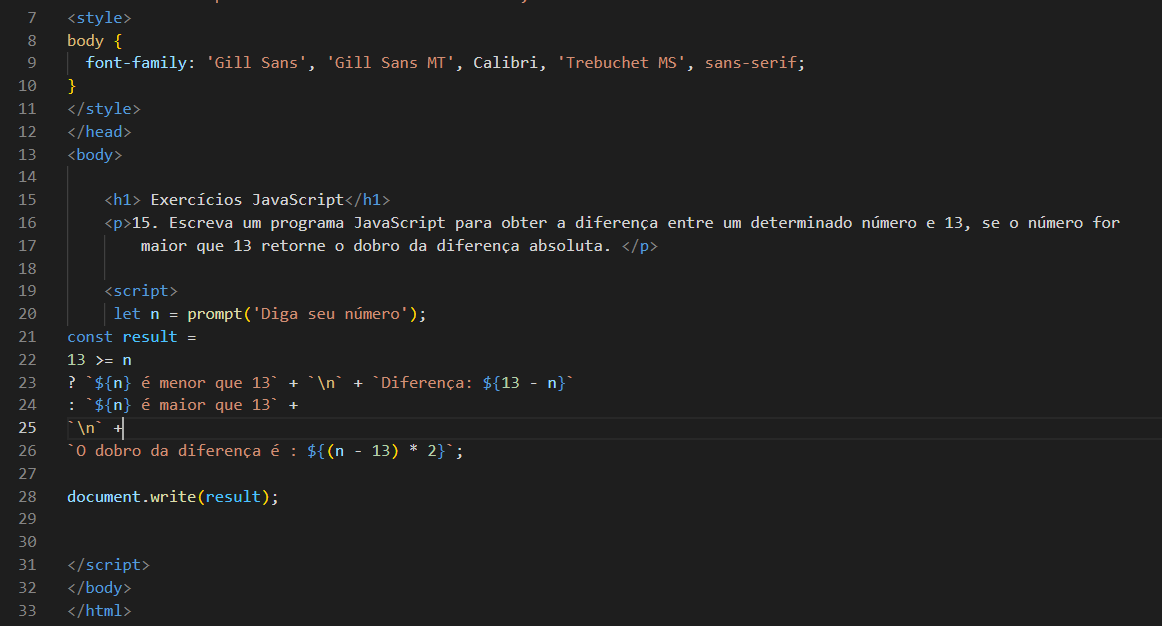 7 <style>
8 body {
9 font-family: 'Gill Sans', 'Gill Sans MT', Calibri, 'Trebuchet MS', sans-serif;
10 }
11 </style>
12 </head>
13 <body>
14
15 <h1> Exercícios JavaScript</h1>
16 <p>15. Escreva um programa JavaScript para obter a diferença entre um determinado número e 13, se o número for
17 maior que 13 retorne o dobro da diferença absoluta. </p>
18
19 <script>
20 let n = prompt('Diga seu número');
21 const result =
22 13 >= n
23 ? `${n} é menor que 13` + `\n` + `Diferença: ${13 - n}`
24 : `${n} é maior que 13` +
25 `\n` +
26 `O dobro da diferença é : ${(n - 13) * 2}`;
27
28 document.write(result);
29
30
31 </script>
32 </body>
33 </html>